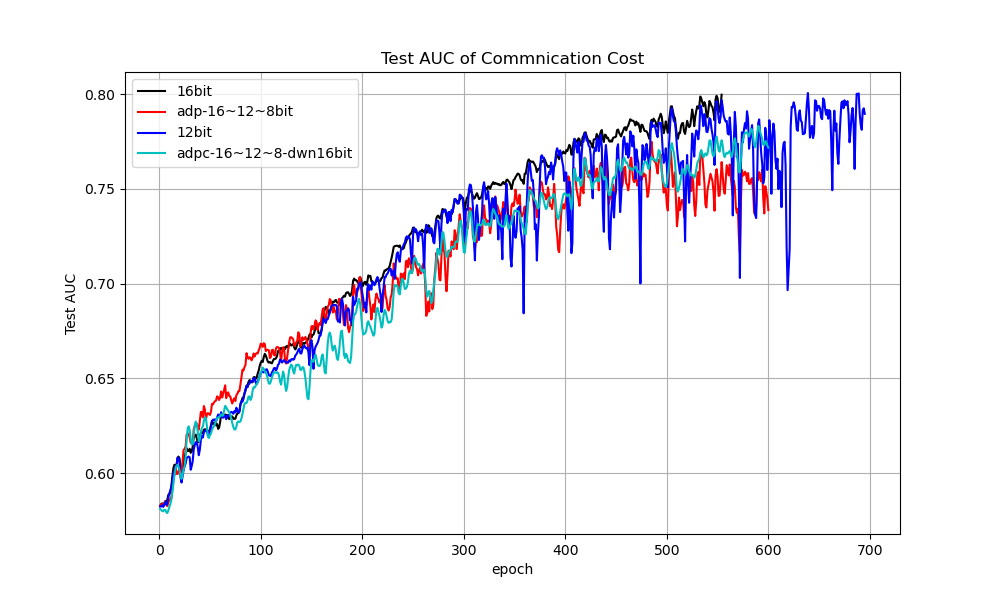 Test AUC of Commnication Cost
16bit
adp-16~12~8bit
12bit
adpc-16~12~8-dwn16bit
Test AUC
0.80
0.75
0.70
0.65
0.60
0 100 200 300 400 500 600 700
epoch